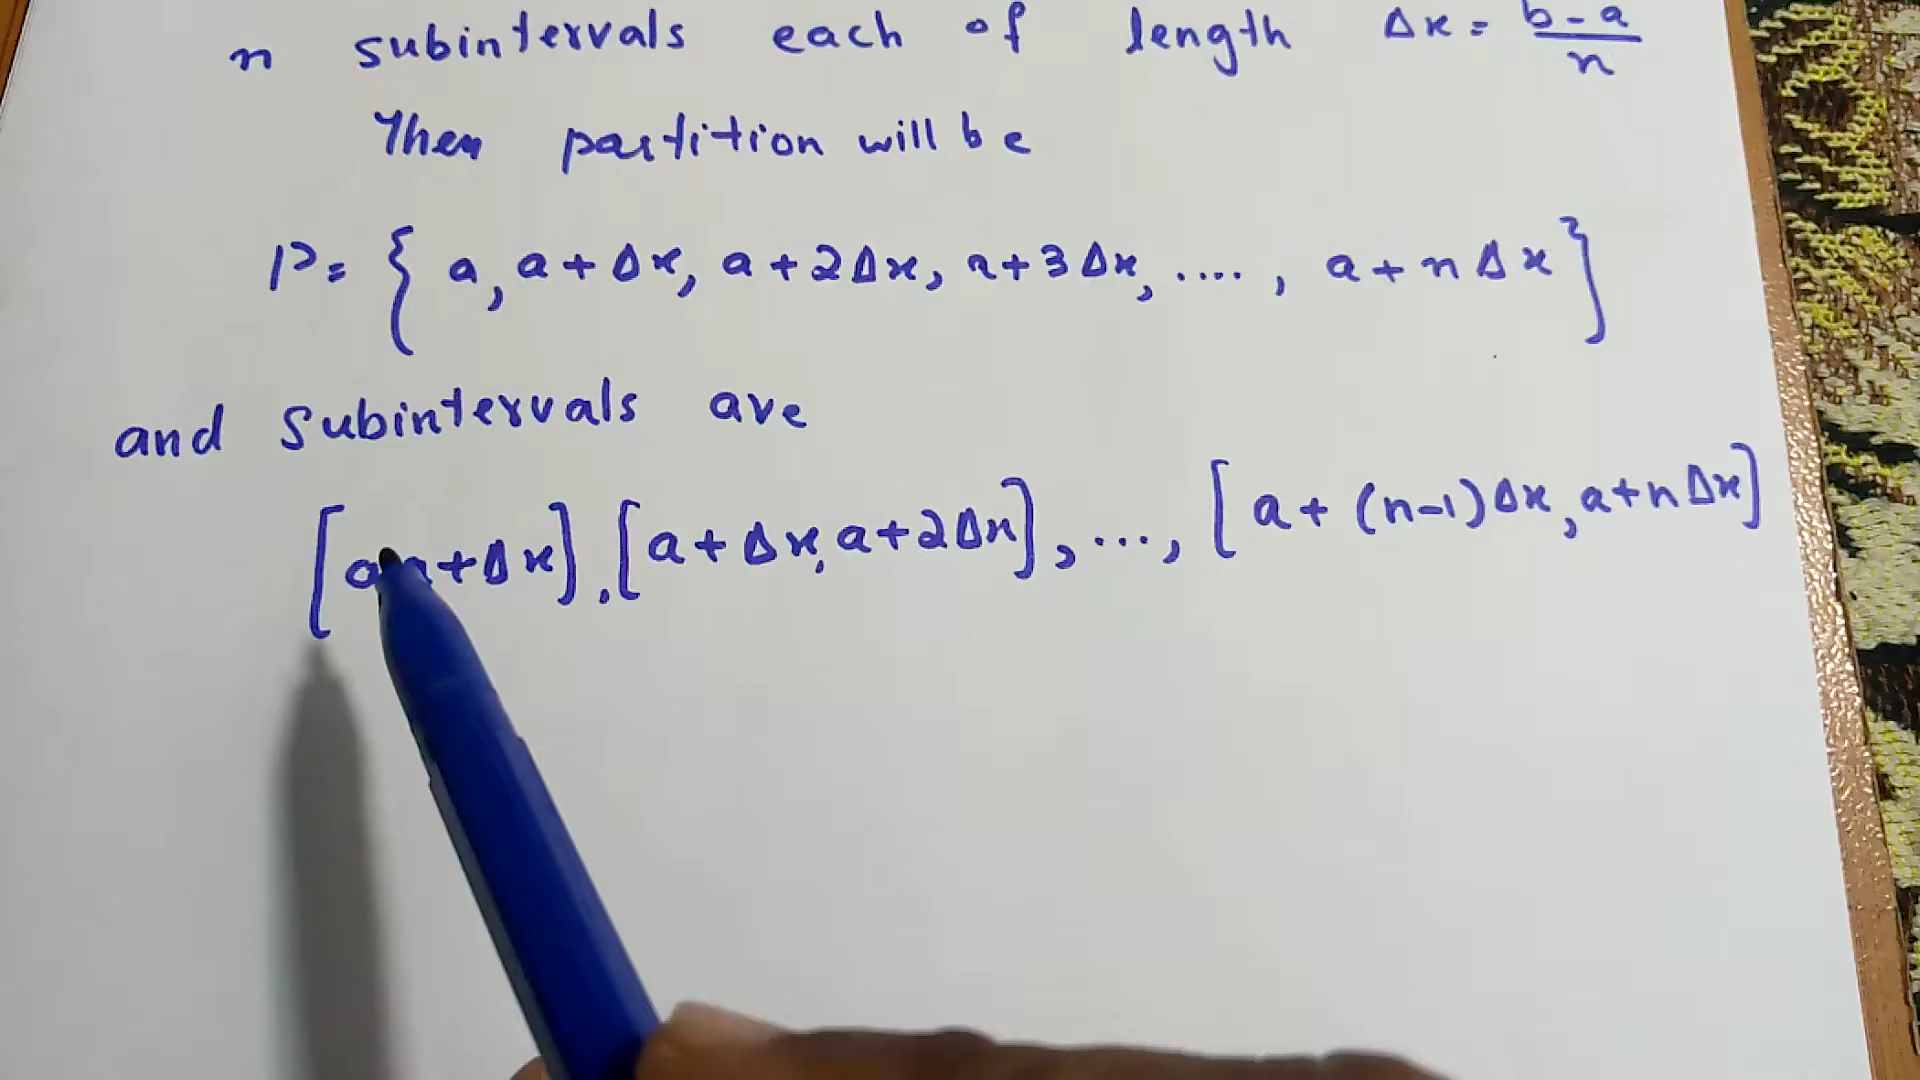 n subintervals each of length Δx = b-a/n
Then partition will be
P = { a, a+Δx, a+2Δx, a+3Δx, ...., a+nΔx }
and subintervals are
[a, a+Δx], [a+Δx, a+2Δx], ..., [a+(n-1)Δx, a+nΔx]